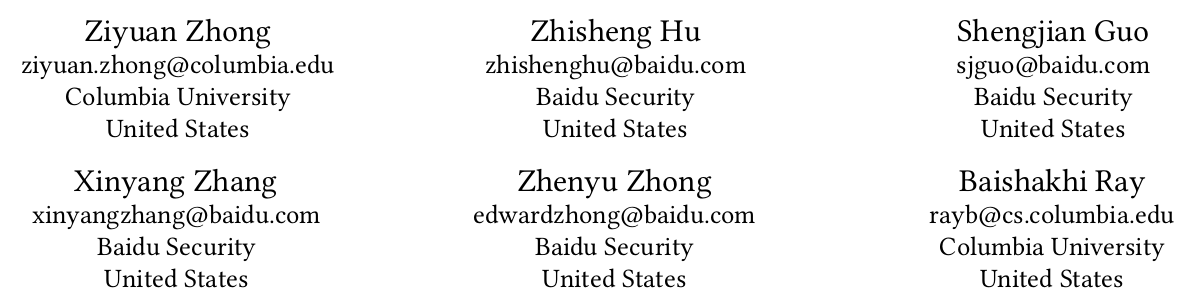 Ziyuan Zhong
ziyuan.zhong@columbia.edu
Columbia University
United States
Zhisheng Hu
zhishenghu@baidu.com
Baidu Security
United States
Shengjian Guo
sjguo@baidu.com
Baidu Security
United States
Xinyang Zhang
xinyangzhang@baidu.com
Baidu Security
United States
Zhenyu Zhong
edwardzhong@baidu.com
Baidu Security
United States
Baishakhi Ray
rayb@cs.columbia.edu
Columbia University
United States